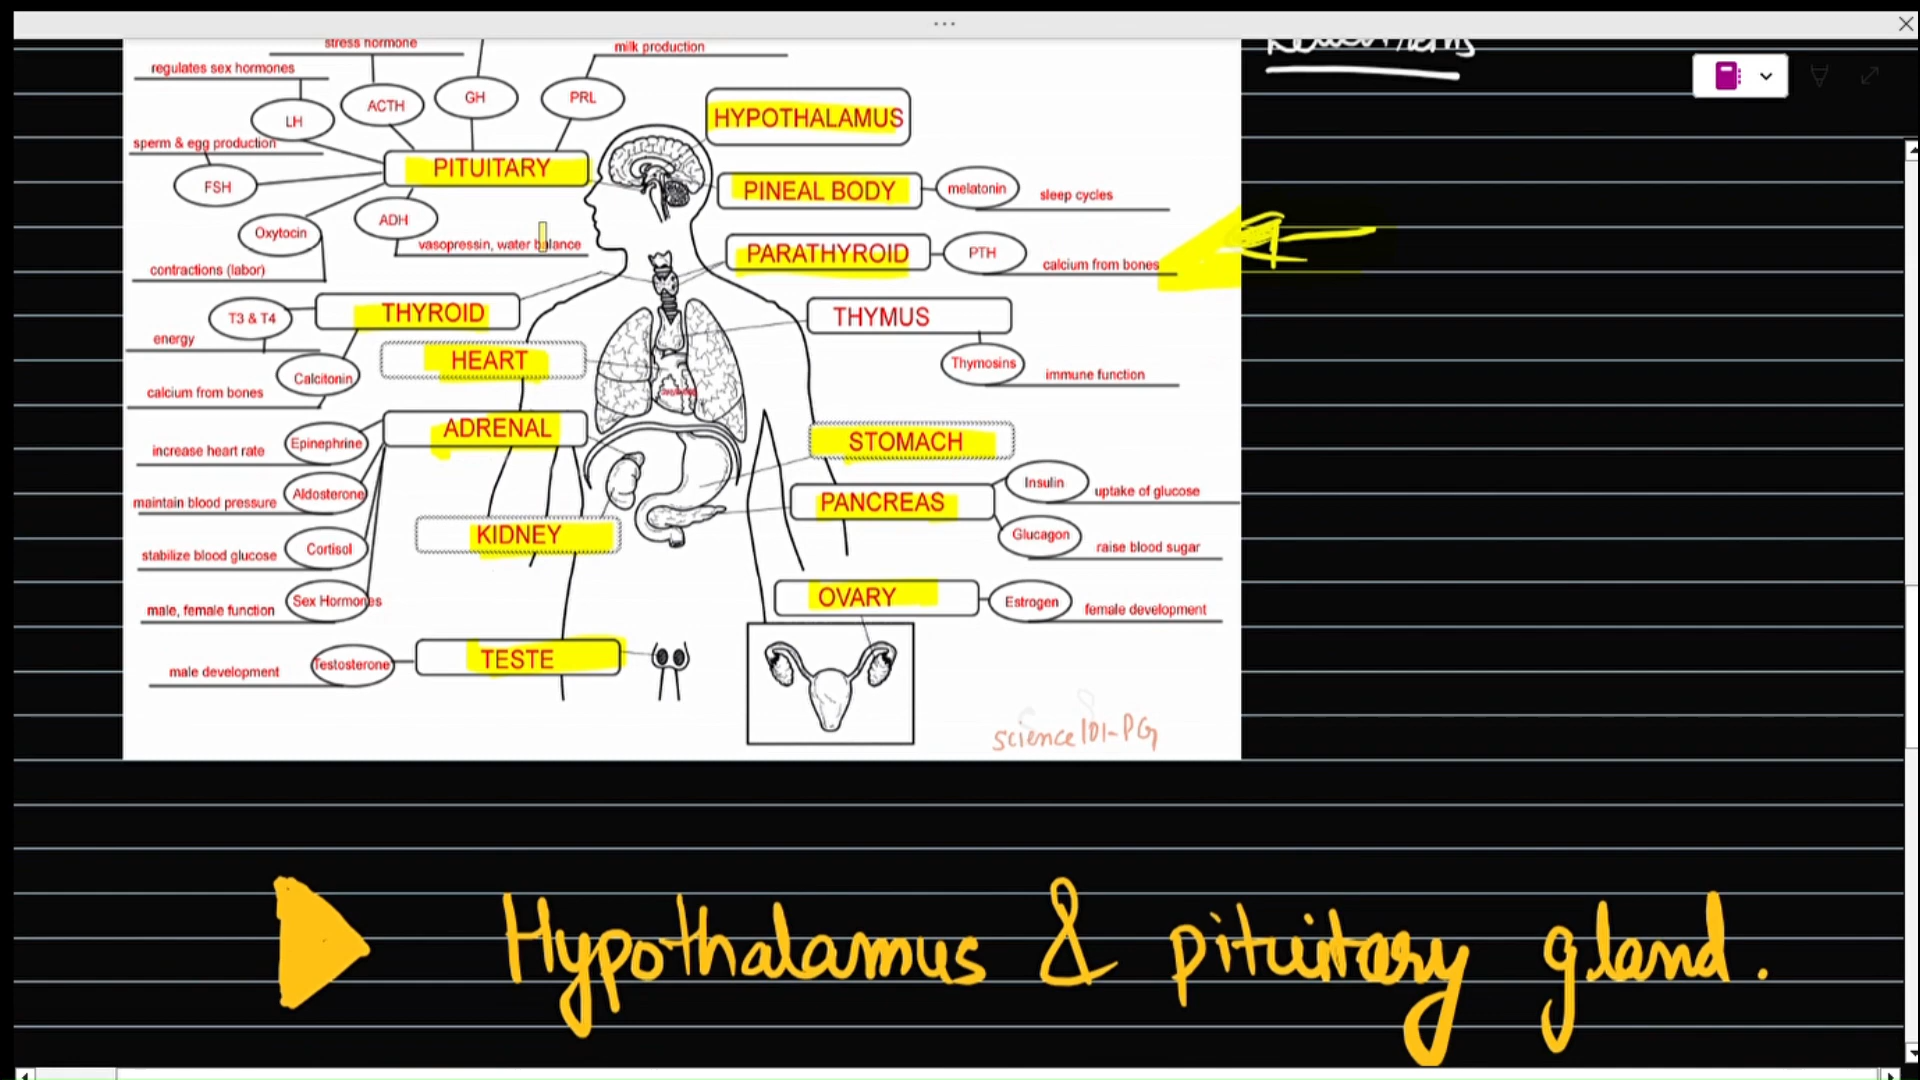 stress hormone
milk production
regulates sex hormones
ACTH
GH
PRL
LH
HYPOTHALAMUS
sperm & egg production
PITUITARY
FSH
PINEAL BODY
melatonin
sleep cycles
ADH
Oxytocin
vasopressin, water balance
PARATHYROID
PTH
calcium from bones
contractions (labor)
T3 & T4
THYROID
THYMUS
energy
HEART
Thymosins
immune function
Calcitonin
calcium from bones
ADRENAL
STOMACH
Epinephrine
increase heart rate
Insulin
uptake of glucose
Aldosterone
maintain blood pressure
PANCREAS
KIDNEY
Glucagon
raise blood sugar
Cortisol
stabilize blood glucose
Sex Hormones
male, female function
OVARY
Estrogen
female development
TESTE
Testosterone
male development
science101-PG
Hypothalamus & pituitary gland.